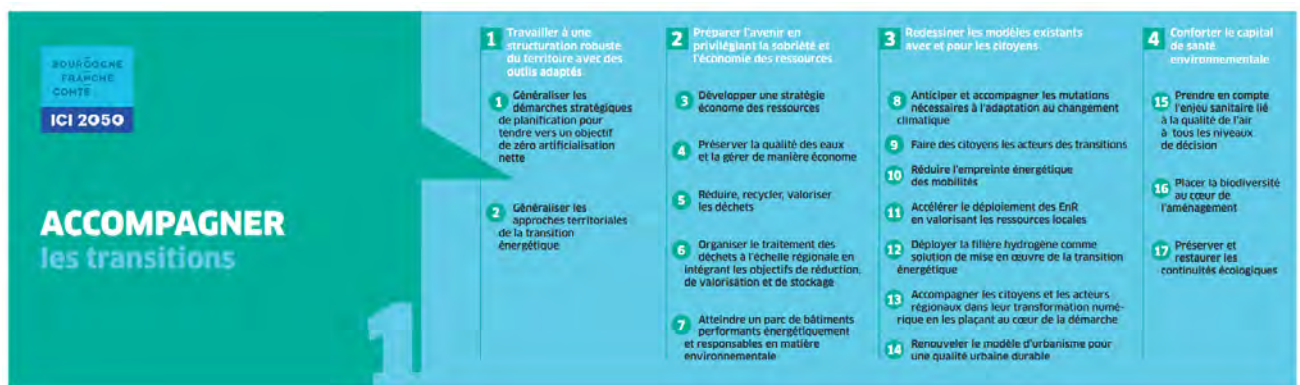 BOURGOGNE
FRANCHE
COMTÉ
ICI 2050
ACCOMPAGNER
les transitions
1
1 Travailler à une
structuration robuste
du territoire avec des
outils adaptés
1 Généraliser les
démarches stratégiques
de planification pour
tendre vers un objectif
de zéro artificialisation
nette
2 Généraliser les
approches territoriales
de la transition
énergétique
2 Préparer l'avenir en
privilégiant la sobriété et
l'économie des ressources
3 Développer une stratégie
économe des ressources
4 Préserver la qualité des eaux
et la gérer de manière économe
5 Réduire, recycler, valoriser
les déchets
6 Organiser le traitement des
déchets à l'échelle régionale en
intégrant les objectifs de réduction,
de valorisation et de stockage
7 Atteindre un parc de bâtiments
performants énergétiquement
et responsables en matière
environnementale
3 Redessiner les modèles existants
avec et pour les citoyens
8 Anticiper et accompagner les mutations
nécessaires à l'adaptation au changement
climatique
9 Faire des citoyens les acteurs des transitions
10 Réduire l'empreinte énergétique
des mobilités
11 Accélérer le déploiement des EnR
en valorisant les ressources locales
12 Déployer la filière hydrogène comme
solution de mise en œuvre de la transition
énergétique
13 Accompagner les citoyens et les acteurs
régionaux dans leur transformation numé-
rique en les plaçant au cœur de la démarche
14 Renouveler le modèle d'urbanisme pour
une qualité urbaine durable
4 Conforter le capital
de santé
environnementale
15 Prendre en compte
l'enjeu sanitaire lié
à la qualité de l'air
à tous les niveaux
de décision
16 Placer la biodiversité
au cœur de
l'aménagement
17 Préserver et
restaurer les
continuités écologiques